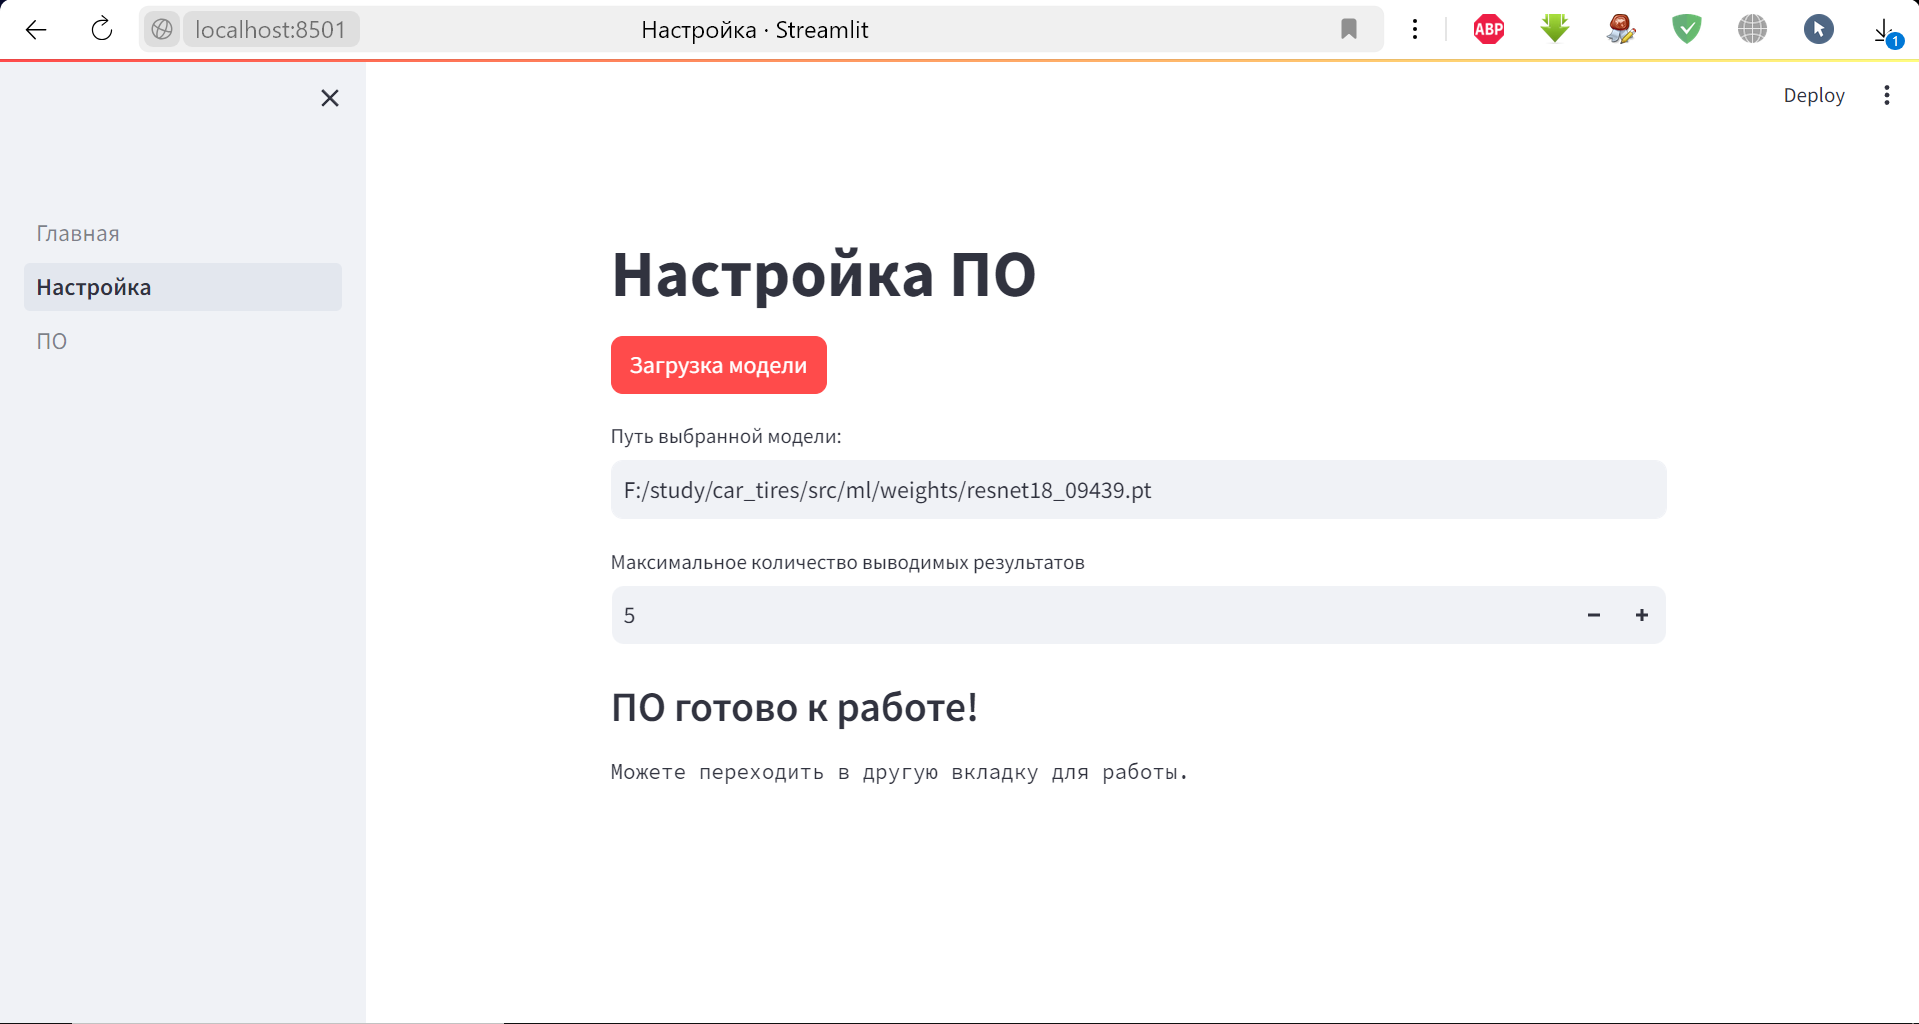 localhost:8501
Настройка · Streamlit
ABP
1
Deploy
Главная
Настройка
ПО
Настройка ПО
Загрузка модели
Путь выбранной модели:
F:/study/car_tires/src/ml/weights/resnet18_09439.pt
Максимальное количество выводимых результатов
5
ПО готово к работе!
Можете переходить в другую вкладку для работы.